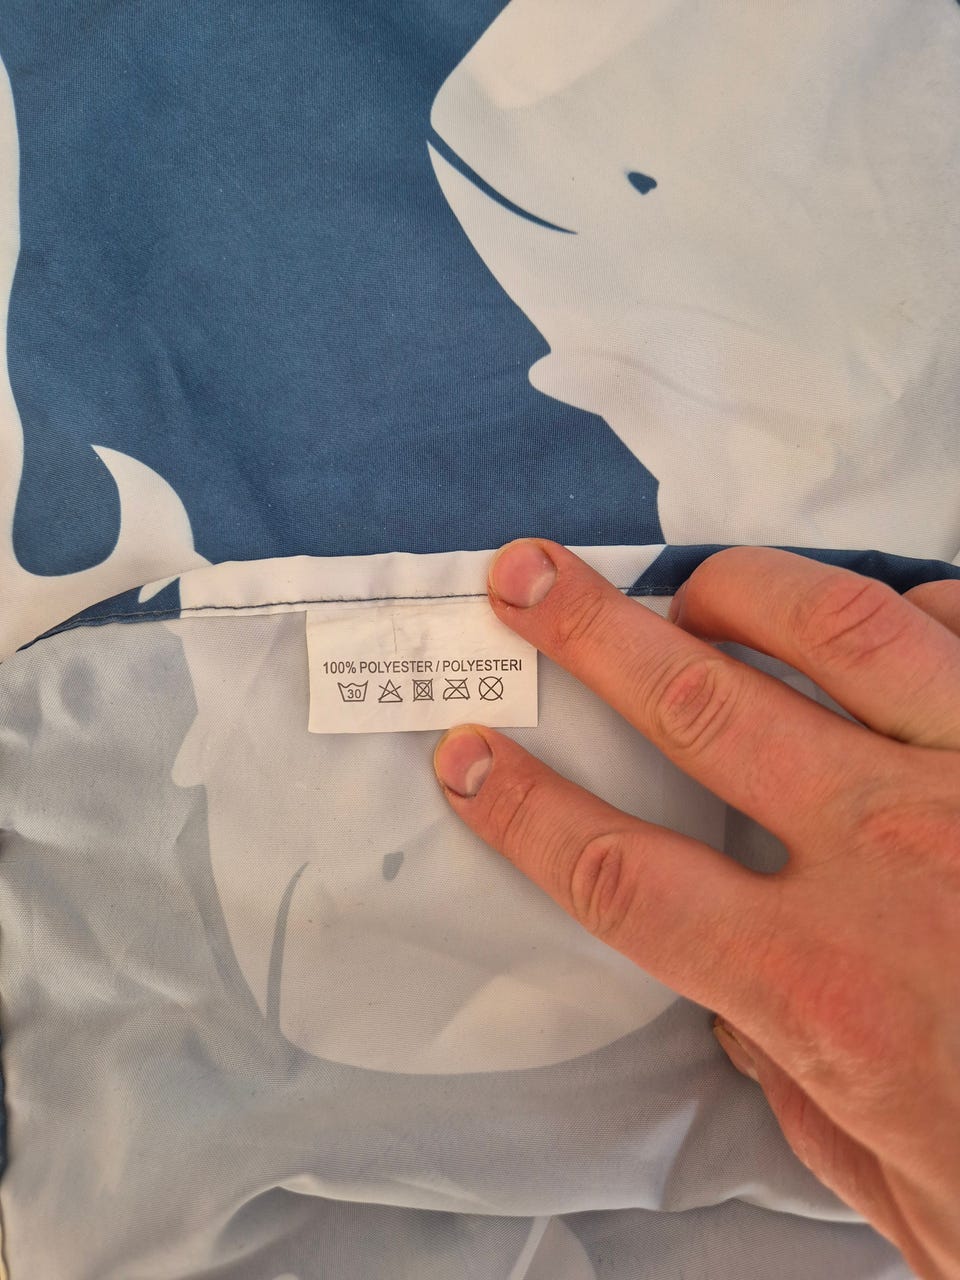 100% POLYESTER / POLYESTERI
30